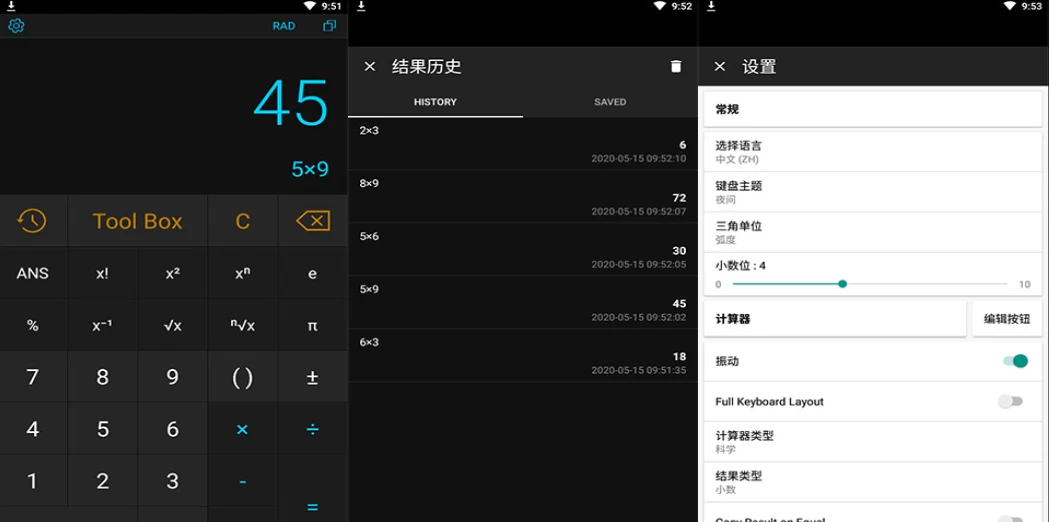 9:51
RAD
45
5×9
Tool Box
C
ANS
x!
x²
xⁿ
e
%
x⁻¹
√x
ⁿ√x
π
7
8
9
( )
±
4
5
6
×
÷
1
2
3
-
=
9:52
结果历史
HISTORY
SAVED
2×3
6
2020-05-15 09:52:10
8×9
72
2020-05-15 09:52:07
5×6
30
2020-05-15 09:52:05
5×9
45
2020-05-15 09:52:02
6×3
18
2020-05-15 09:51:35
9:53
设置
常规
选择语言
中文 (ZH)
键盘主题
夜间
三角单位
弧度
小数位 : 4
0
10
计算器
编辑按钮
振动
Full Keyboard Layout
计算器类型
科学
结果类型
小数
Copy Result on Equal